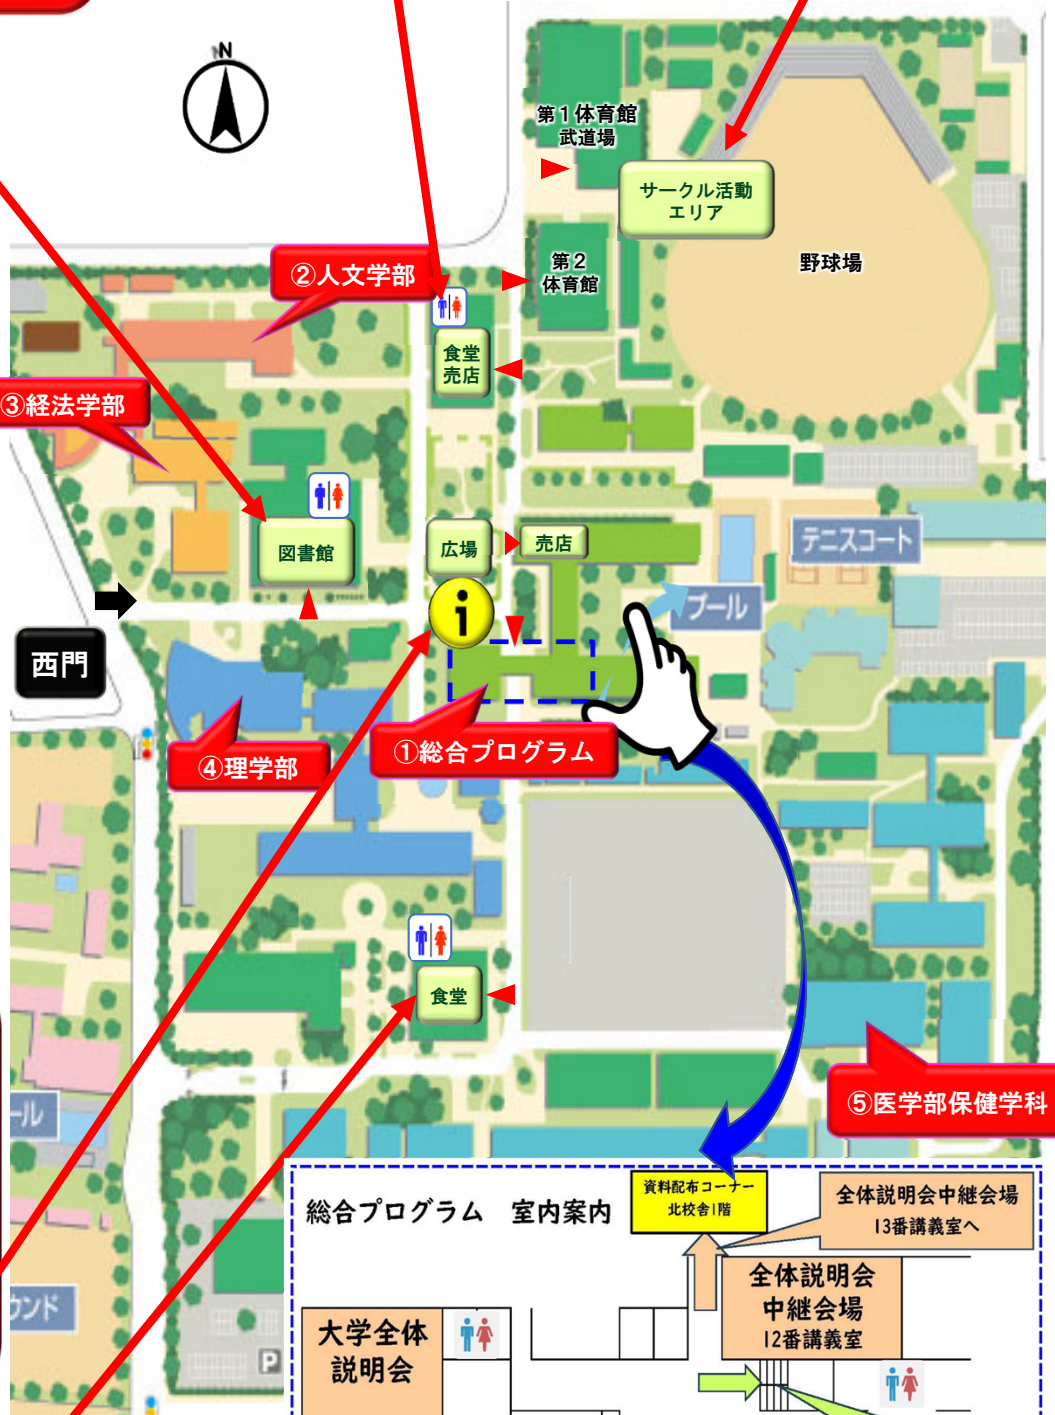 N
第1体育館
武道場
サークル活動
エリア
②人文学部
第2
体育館
野球場
食堂
売店
③経法学部
図書館
広場
売店
テニスコート
i
プール
西門
①総合プログラム
④理学部
食堂
⑤医学部保健学科
ール
総合プログラム 室内案内
資料配布コーナー
北校舎1階
全体説明会中継会場
13番講義室へ
全体説明会
中継会場
12番講義室
大学全体
説明会
ウンド
P